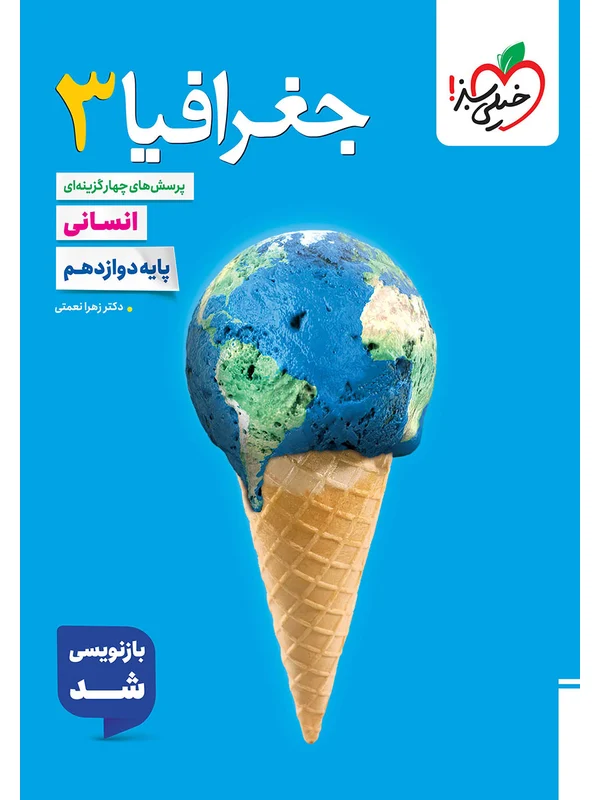 خیلی سبز!
جغرافیا ۳
پرسش‌های چهارگزینه‌ای
انسانی
پایه دوازدهم
دکتر زهرا نعمتی
بازنویسی
شد